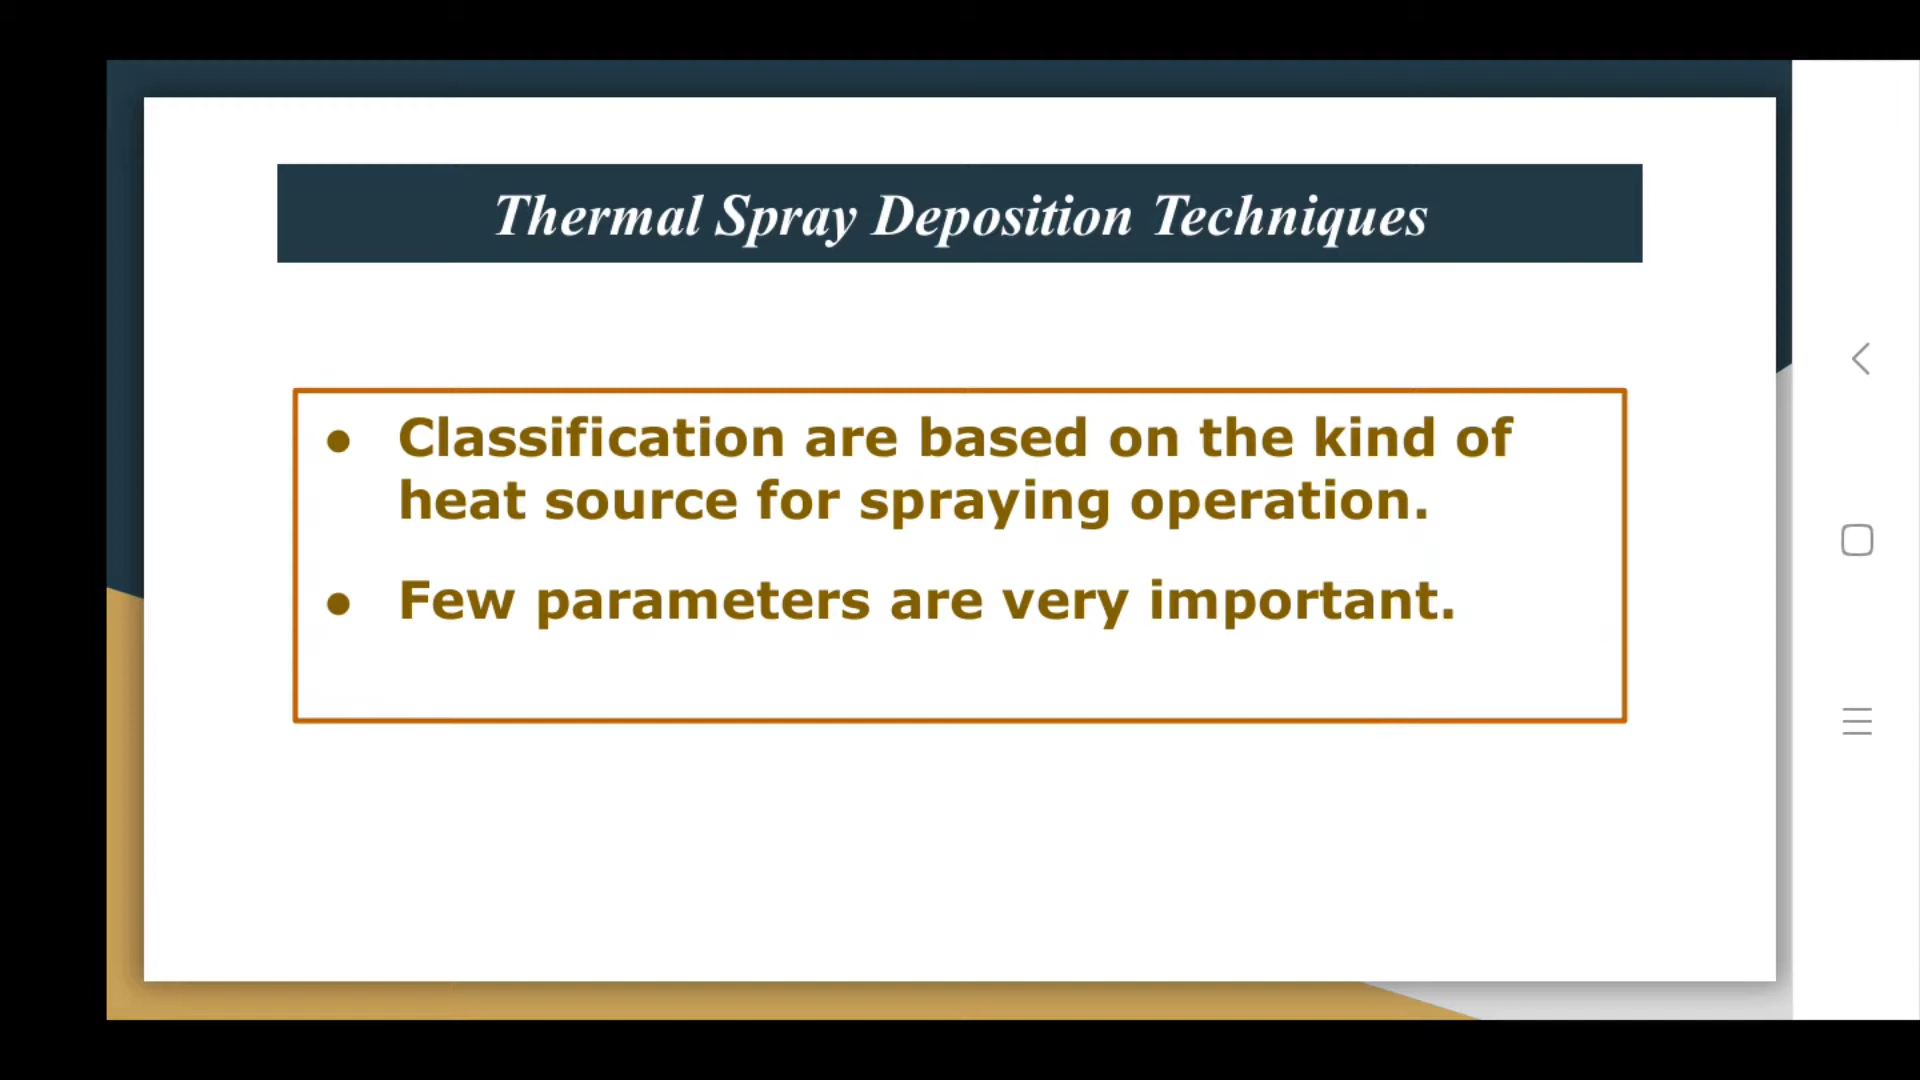 Thermal Spray Deposition Techniques
● Classification are based on the kind of
heat source for spraying operation.
● Few parameters are very important.